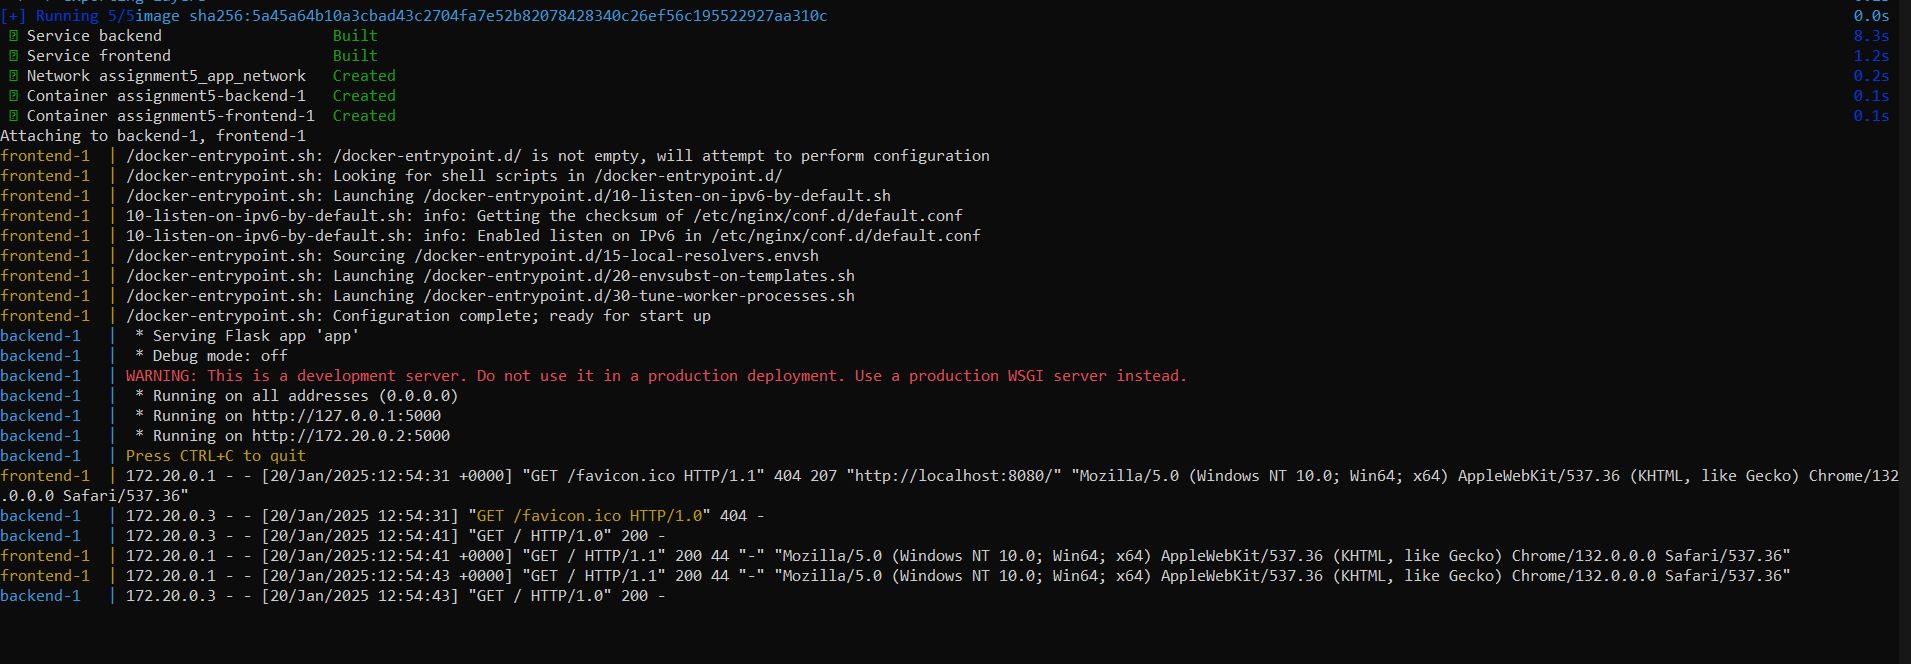 [+] Running 5/5image sha256:5a45a64b10a3cbad43c2704fa7e52b82078428340c26ef56c195522927aa310c 0.0s
Service backend Built 8.3s
Service frontend Built 1.2s
Network assignment5_app_network Created 0.2s
Container assignment5-backend-1 Created 0.1s
Container assignment5-frontend-1 Created 0.1s
Attaching to backend-1, frontend-1
frontend-1 | /docker-entrypoint.sh: /docker-entrypoint.d/ is not empty, will attempt to perform configuration
frontend-1 | /docker-entrypoint.sh: Looking for shell scripts in /docker-entrypoint.d/
frontend-1 | /docker-entrypoint.sh: Launching /docker-entrypoint.d/10-listen-on-ipv6-by-default.sh
frontend-1 | 10-listen-on-ipv6-by-default.sh: info: Getting the checksum of /etc/nginx/conf.d/default.conf
frontend-1 | 10-listen-on-ipv6-by-default.sh: info: Enabled listen on IPv6 in /etc/nginx/conf.d/default.conf
frontend-1 | /docker-entrypoint.sh: Sourcing /docker-entrypoint.d/15-local-resolvers.envsh
frontend-1 | /docker-entrypoint.sh: Launching /docker-entrypoint.d/20-envsubst-on-templates.sh
frontend-1 | /docker-entrypoint.sh: Launching /docker-entrypoint.d/30-tune-worker-processes.sh
frontend-1 | /docker-entrypoint.sh: Configuration complete; ready for start up
backend-1 | * Serving Flask app 'app'
backend-1 | * Debug mode: off
backend-1 | WARNING: This is a development server. Do not use it in a production deployment. Use a production WSGI server instead.
backend-1 | * Running on all addresses (0.0.0.0)
backend-1 | * Running on http://127.0.0.1:5000
backend-1 | * Running on http://172.20.0.2:5000
backend-1 | Press CTRL+C to quit
frontend-1 | 172.20.0.1 - - [20/Jan/2025:12:54:31 +0000] "GET /favicon.ico HTTP/1.1" 404 207 "http://localhost:8080/" "Mozilla/5.0 (Windows NT 10.0; Win64; x64) AppleWebKit/537.36 (KHTML, like Gecko) Chrome/132
.0.0.0 Safari/537.36"
backend-1 | 172.20.0.3 - - [20/Jan/2025 12:54:31] "GET /favicon.ico HTTP/1.0" 404 -
backend-1 | 172.20.0.3 - - [20/Jan/2025 12:54:41] "GET / HTTP/1.0" 200 -
frontend-1 | 172.20.0.1 - - [20/Jan/2025:12:54:41 +0000] "GET / HTTP/1.1" 200 44 "-" "Mozilla/5.0 (Windows NT 10.0; Win64; x64) AppleWebKit/537.36 (KHTML, like Gecko) Chrome/132.0.0.0 Safari/537.36"
frontend-1 | 172.20.0.1 - - [20/Jan/2025:12:54:43 +0000] "GET / HTTP/1.1" 200 44 "-" "Mozilla/5.0 (Windows NT 10.0; Win64; x64) AppleWebKit/537.36 (KHTML, like Gecko) Chrome/132.0.0.0 Safari/537.36"
backend-1 | 172.20.0.3 - - [20/Jan/2025 12:54:43] "GET / HTTP/1.0" 200 -